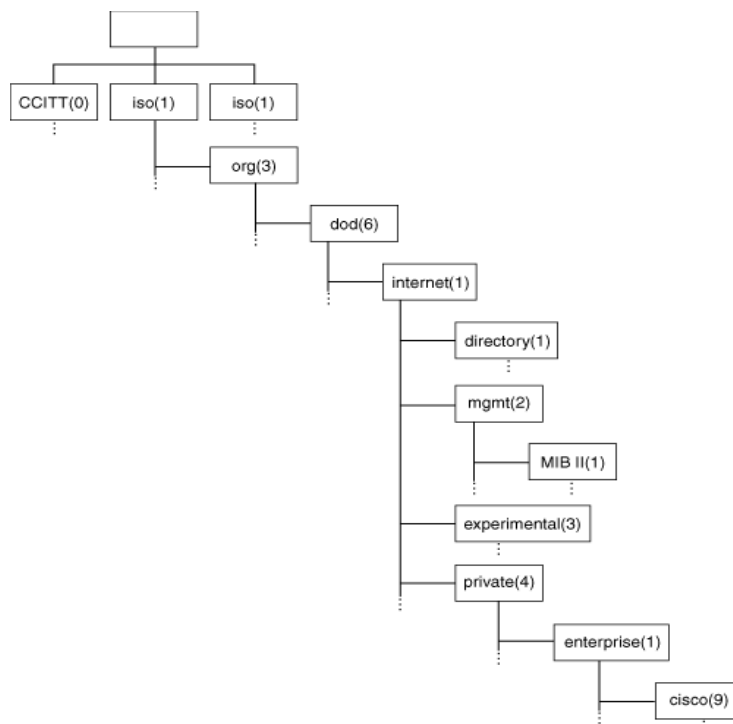 CCITT(0)
iso(1)
iso(1)
org(3)
dod(6)
internet(1)
directory(1)
mgmt(2)
MIB II(1)
experimental(3)
private(4)
enterprise(1)
cisco(9)